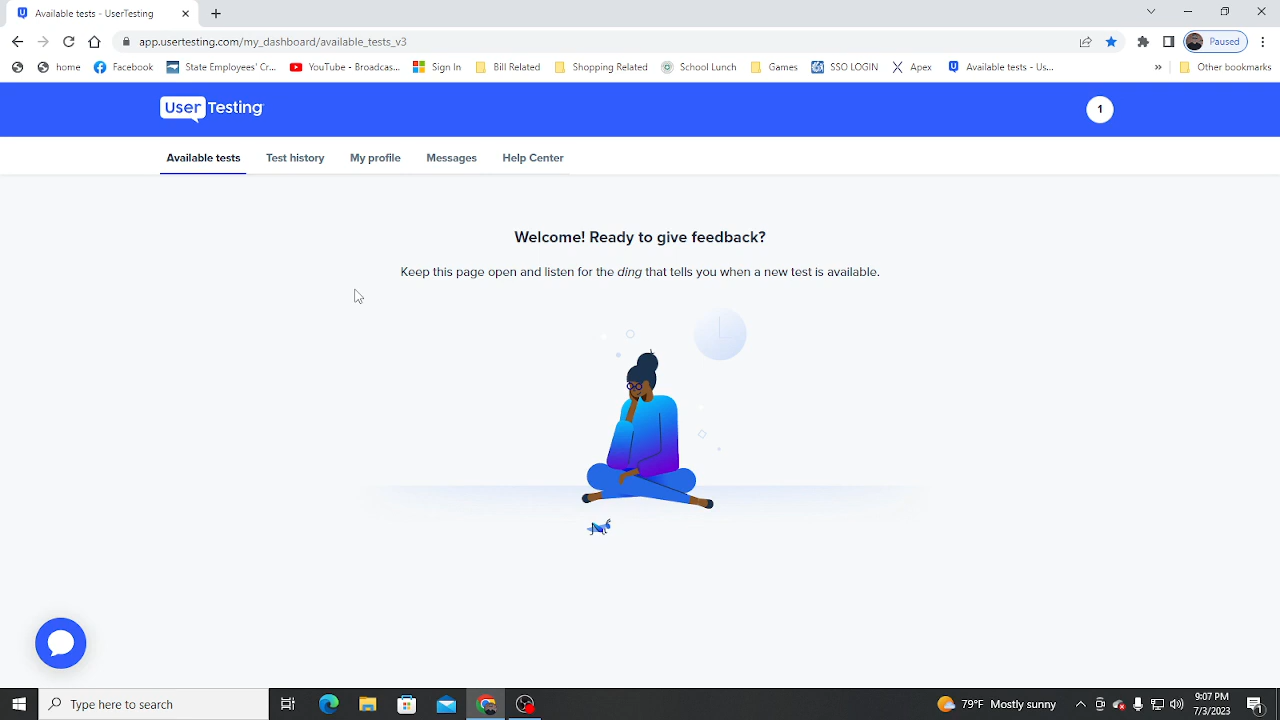 Available tests - UserTesting
app.usertesting.com/my_dashboard/available_tests_v3
Paused
home
Facebook
State Employees' Cr...
YouTube - Broadcas...
Sign In
Bill Related
Shopping Related
School Lunch
Games
SSO LOGIN
Apex
Available tests - Us...
»
Other bookmarks
User Testing
1
Available tests
Test history
My profile
Messages
Help Center
Welcome! Ready to give feedback?
Keep this page open and listen for the ding that tells you when a new test is available.
Type here to search
79°F Mostly sunny
9:07 PM
7/3/2023
1